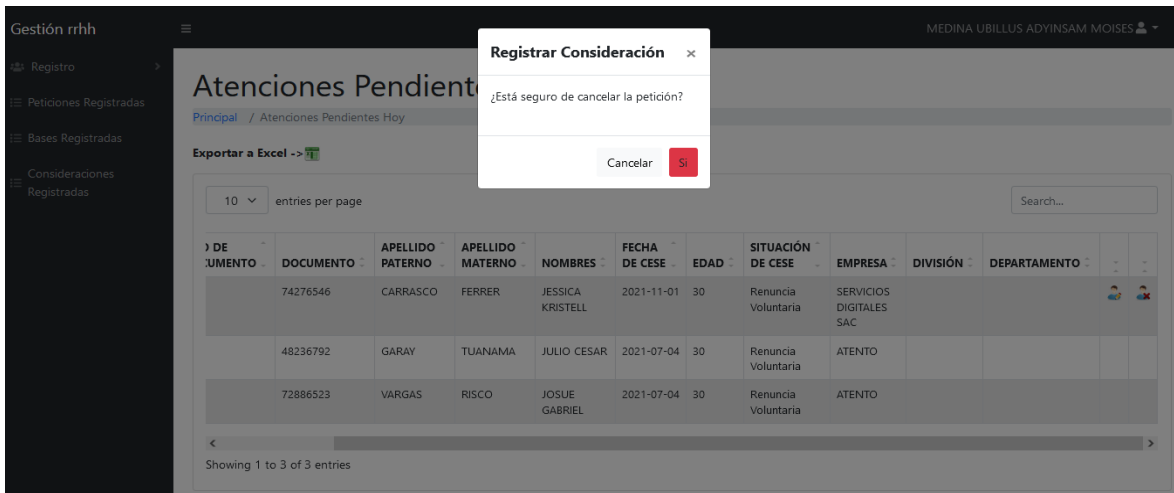 Gestión rrhh
MEDINA UBILLUS ADYINSAM MOISES
Registro
Peticiones Registradas
Bases Registradas
Consideraciones
Registradas
Registrar Consideración ×
¿Está seguro de cancelar la petición?
Cancelar Si
Atenciones Pendient
Principal / Atenciones Pendientes Hoy
Exportar a Excel ->
10 entries per page
Search...
O DE APELLIDO APELLIDO FECHA SITUACIÓN
CUMENTO DOCUMENTO PATERNO MATERNO NOMBRES DE CESE EDAD DE CESE EMPRESA DIVISIÓN DEPARTAMENTO
74276546 CARRASCO FERRER JESSICA 2021-11-01 30 Renuncia SERVICIOS
KRISTELL Voluntaria DIGITALES
SAC
48236792 GARAY TUANAMA JULIO CESAR 2021-07-04 30 Renuncia ATENTO
Voluntaria
72886523 VARGAS RISCO JOSUE 2021-07-04 30 Renuncia ATENTO
GABRIEL Voluntaria
Showing 1 to 3 of 3 entries